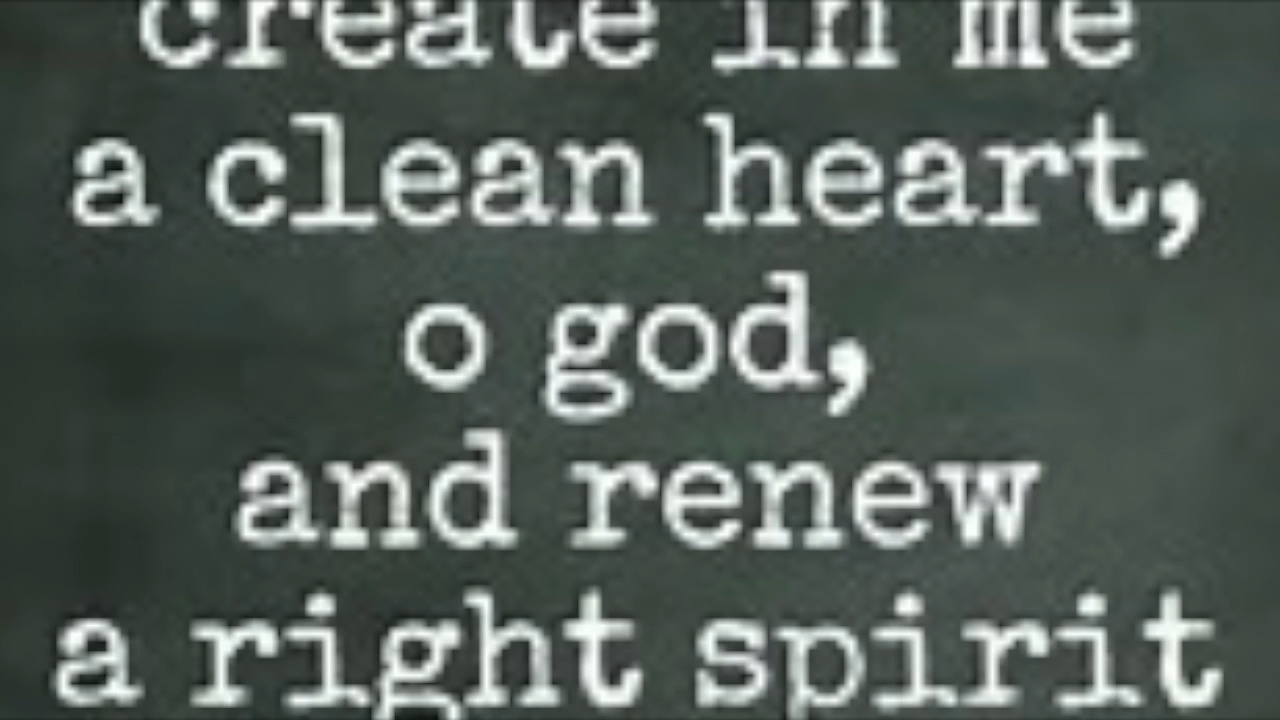 create in me
a clean heart,
o god,
and renew
a right spirit